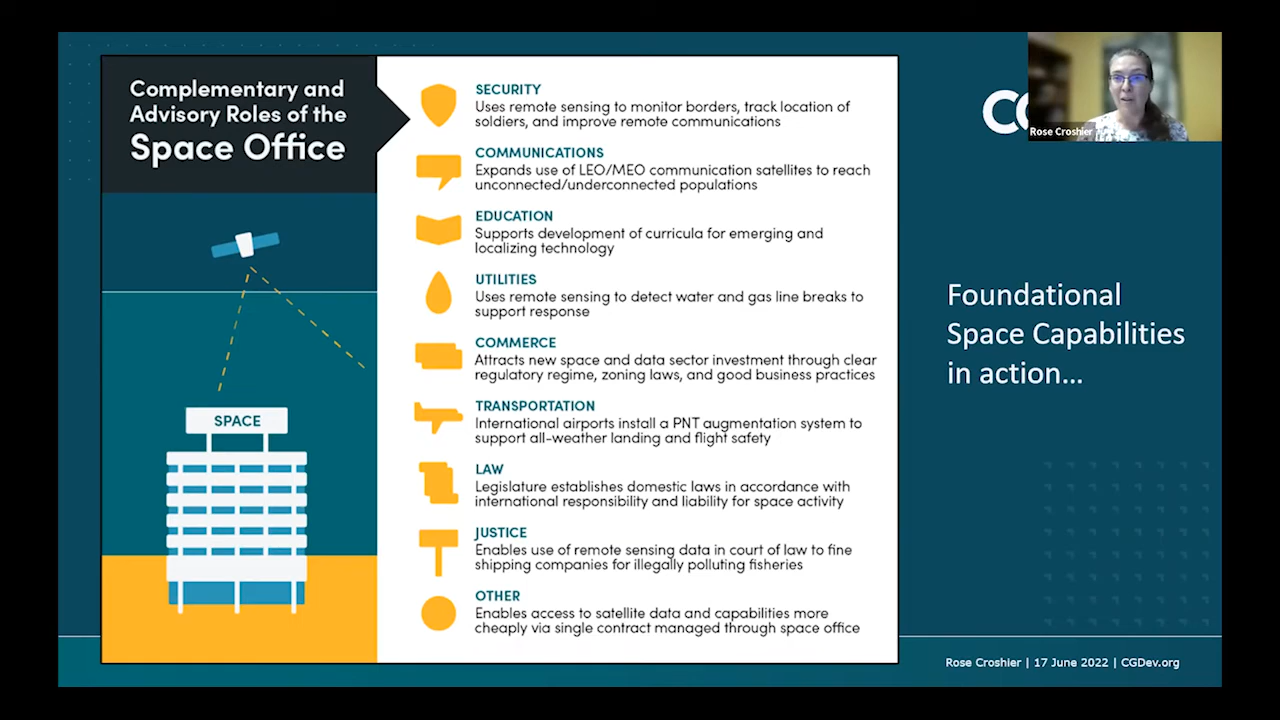 Complementary and
Advisory Roles of the
Space Office
SPACE
SECURITY
Uses remote sensing to monitor borders, track location of
soldiers, and improve remote communications
COMMUNICATIONS
Expands use of LEO/MEO communication satellites to reach
unconnected/underconnected populations
EDUCATION
Supports development of curricula for emerging and
localizing technology
UTILITIES
Uses remote sensing to detect water and gas line breaks to
support response
COMMERCE
Attracts new space and data sector investment through clear
regulatory regime, zoning laws, and good business practices
TRANSPORTATION
International airports install a PNT augmentation system to
support all-weather landing and flight safety
LAW
Legislature establishes domestic laws in accordance with
international responsibility and liability for space activity
JUSTICE
Enables use of remote sensing data in court of law to fine
shipping companies for illegally polluting fisheries
OTHER
Enables access to satellite data and capabilities more
cheaply via single contract managed through space office
Rose Croshier
Foundational
Space Capabilities
in action...
Rose Croshier | 17 June 2022 | CGDev.org